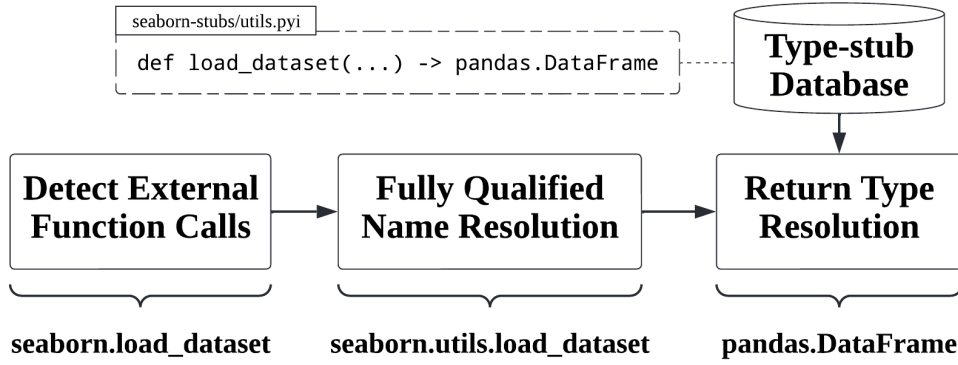 seaborn-stubs/utils.pyi
def load_dataset(...) -> pandas.DataFrame
Type-stub
Database
Detect External
Function Calls
Fully Qualified
Name Resolution
Return Type
Resolution
seaborn.load_dataset
seaborn.utils.load_dataset
pandas.DataFrame